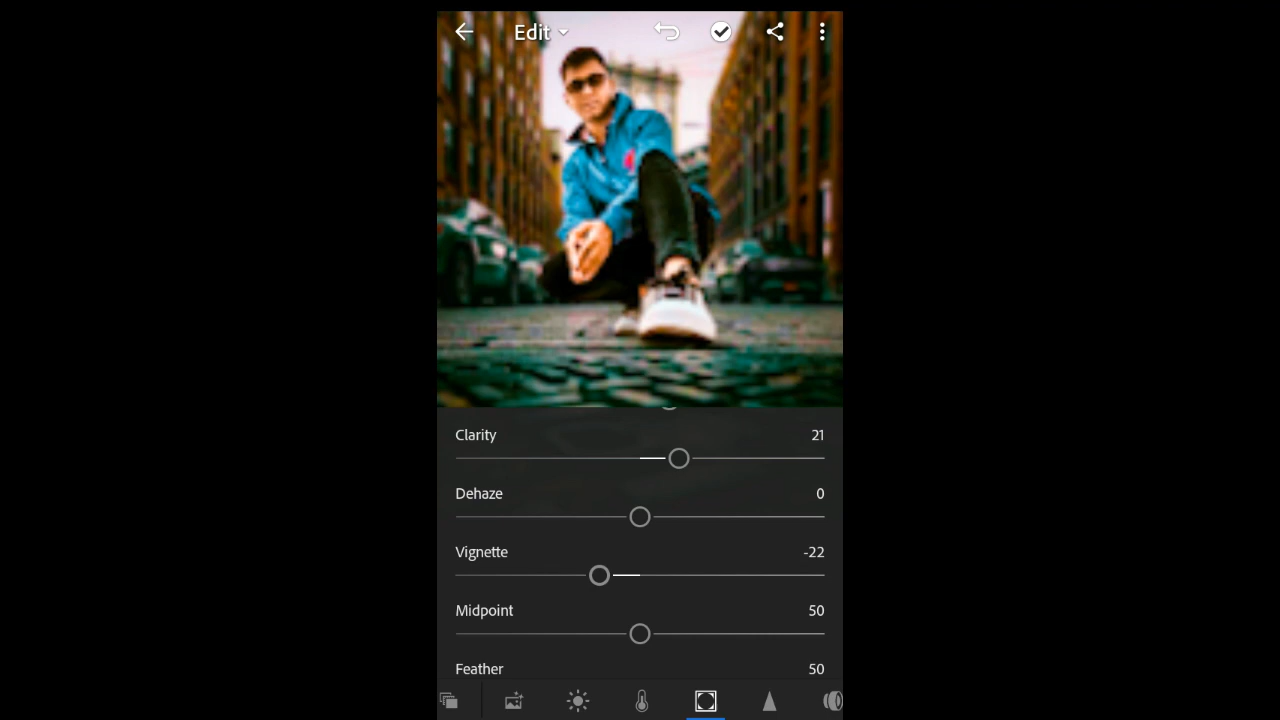 Edit
Clarity 21
Dehaze 0
Vignette -22
Midpoint 50
Feather 50